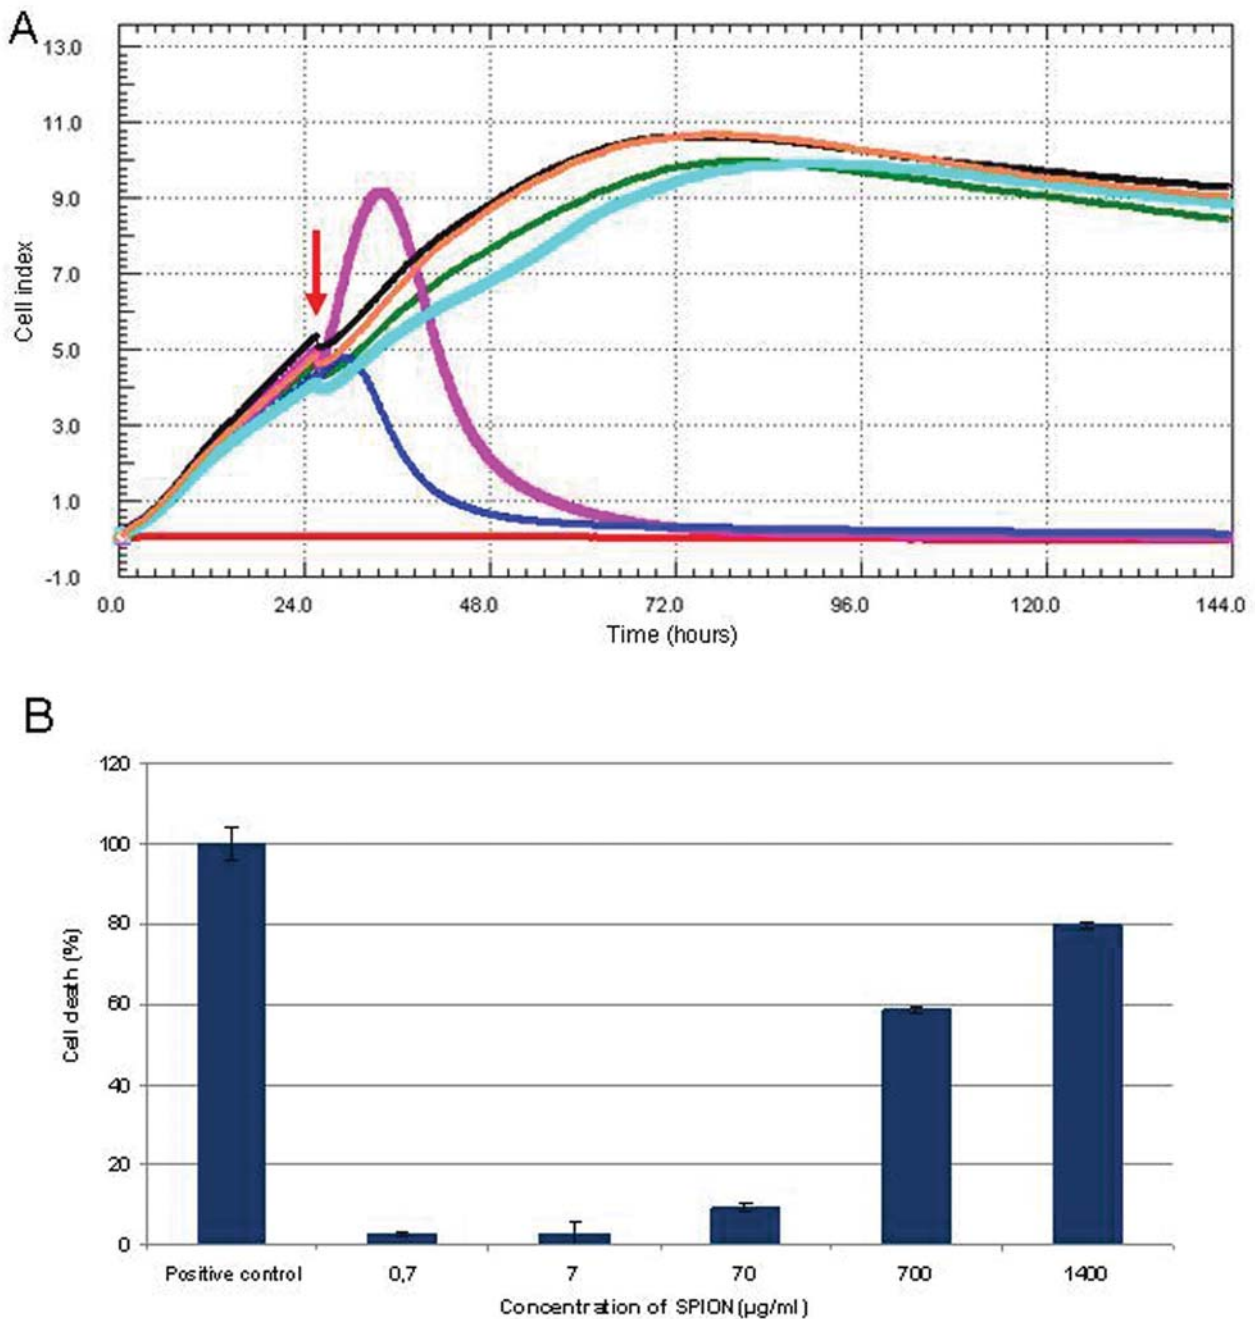 A
13.0
11.0
9.0
7.0
5.0
3.0
1.0
-1.0
Cell index
0.0 24.0 48.0 72.0 96.0 120.0 144.0
Time (hours)
B
120
100
80
60
40
20
0
Cell death (%)
Positive control 0,7 7 70 700 1400
Concentration of SPION (µg/ml)